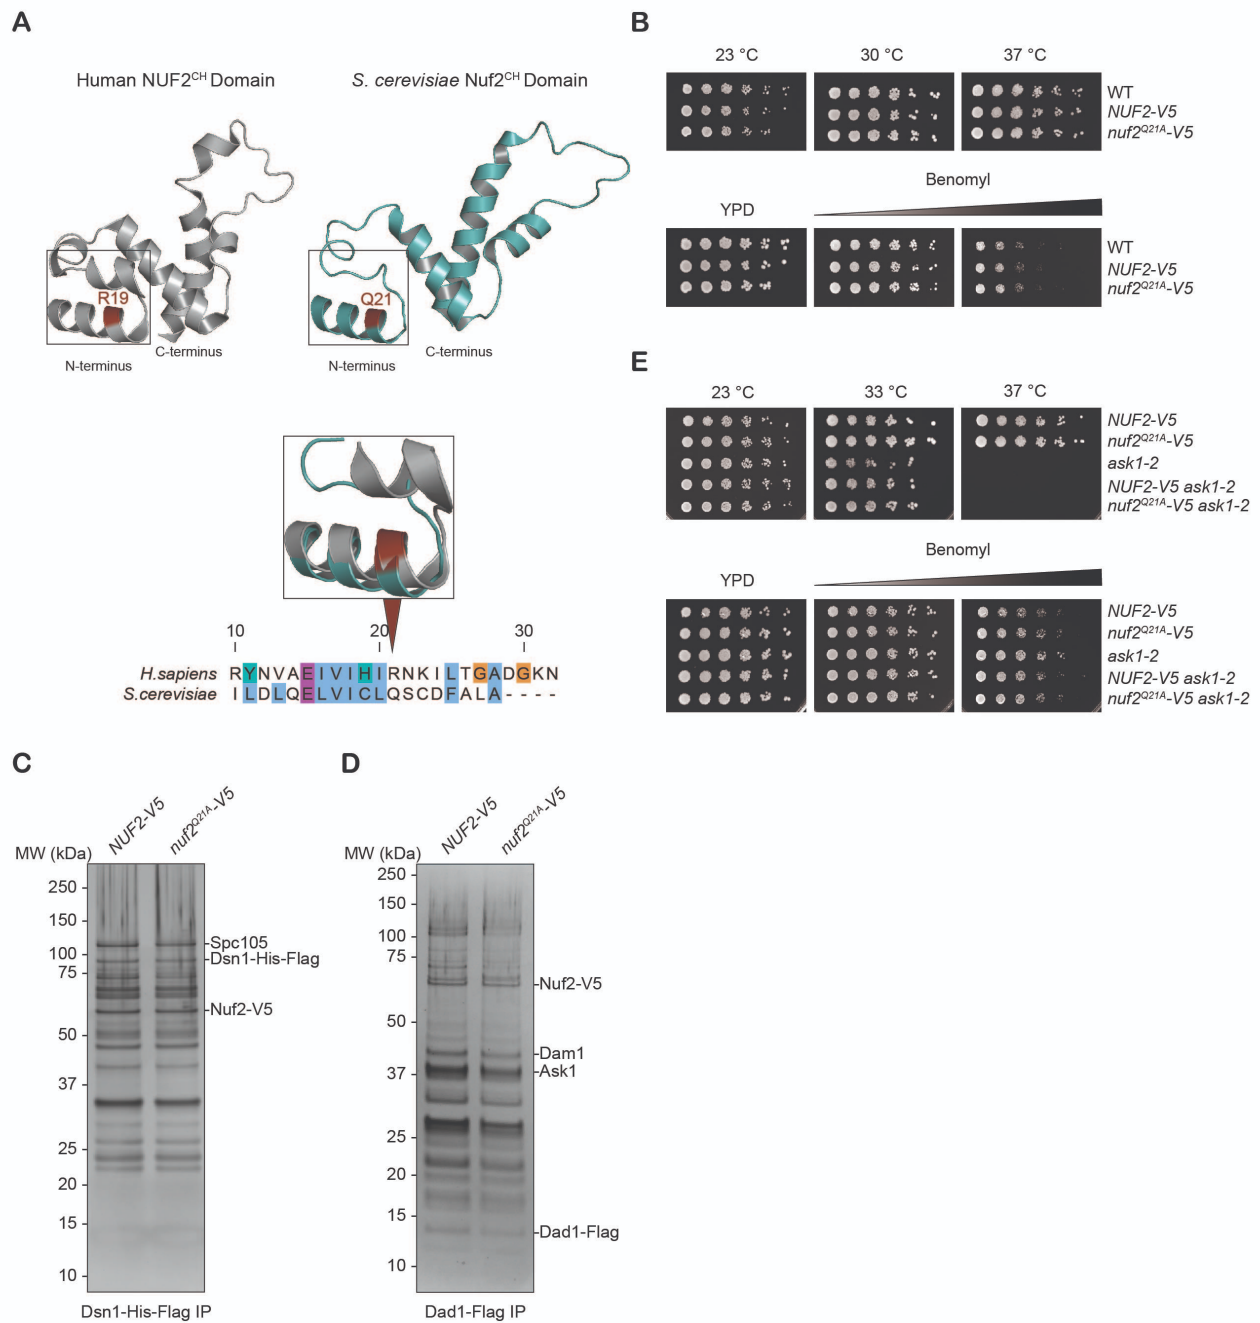 A
Human NUF2CH Domain
S. cerevisiae Nuf2CH Domain
R19
Q21
C-terminus
C-terminus
N-terminus
N-terminus
10 20 30
H.sapiens RYNVAEIVIHIRNKILTGADGKN
S.cerevisiae ILDLQELVICLQSCDFALA----
B
23 °C 30 °C 37 °C
WT
NUF2-V5
nuf2Q21A-V5
Benomyl
YPD
WT
NUF2-V5
nuf2Q21A-V5
E
23 °C 33 °C 37 °C
NUF2-V5
nuf2Q21A-V5
ask1-2
NUF2-V5 ask1-2
nuf2Q21A-V5 ask1-2
Benomyl
YPD
NUF2-V5
nuf2Q21A-V5
ask1-2
NUF2-V5 ask1-2
nuf2Q21A-V5 ask1-2
C
NUF2-V5
nuf2Q21A-V5
MW (kDa)
250
150
100
75
50
37
25
20
15
10
Spc105
Dsn1-His-Flag
Nuf2-V5
Dsn1-His-Flag IP
D
NUF2-V5
nuf2Q21A-V5
MW (kDa)
250
150
100
75
50
37
25
20
15
10
Nuf2-V5
Dam1
Ask1
Dad1-Flag
Dad1-Flag IP